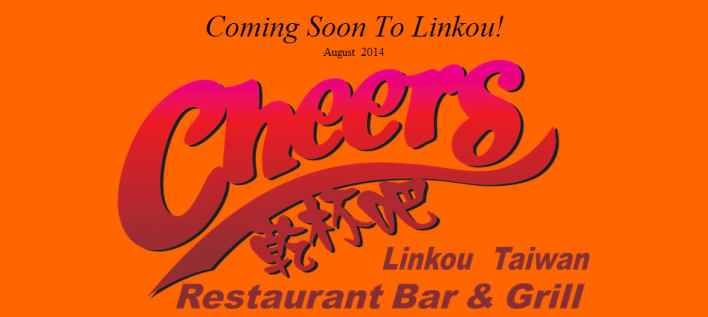 Coming Soon To Linkou!
August 2014
Cheers
乾杯吧
Linkou Taiwan
Restaurant Bar & Grill